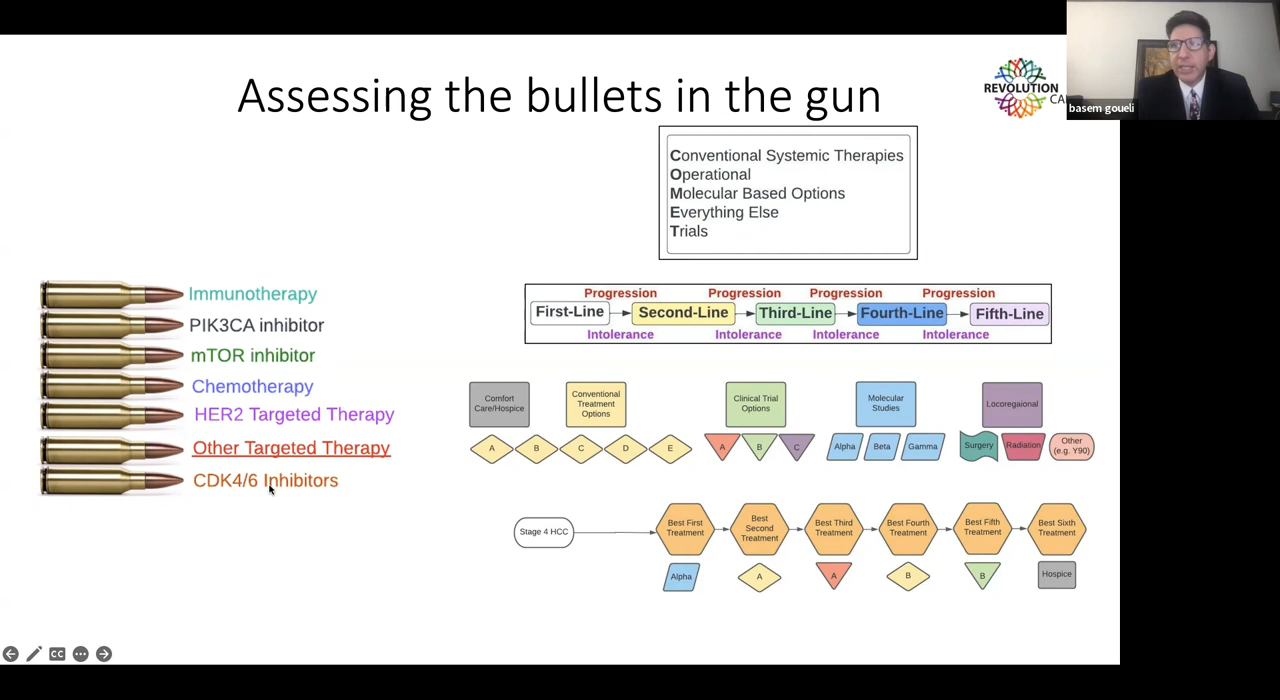 Assessing the bullets in the gun
REVOLUTION
CA
basem goueli
Conventional Systemic Therapies
Operational
Molecular Based Options
Everything Else
Trials
Immunotherapy
PIK3CA inhibitor
mTOR inhibitor
Chemotherapy
HER2 Targeted Therapy
Other Targeted Therapy
CDK4/6 Inhibitors
Progression Progression Progression Progression
First-Line Second-Line Third-Line Fourth-Line Fifth-Line
Intolerance Intolerance Intolerance Intolerance
Comfort
Care/Hospice
Conventional
Treatment
Options
Clinical Trial
Options
Molecular
Studies
Locoregaional
A B C D E
A B C
Alpha Beta Gamma
Surgery Radiation
Other
(e.g. Y90)
Stage 4 HCC
Best First
Treatment
Best
Second
Treatment
Best Third
Treatment
Best Fourth
Treatment
Best Fifth
Treatment
Best Sixth
Treatment
Alpha A A B B Hospice
CC